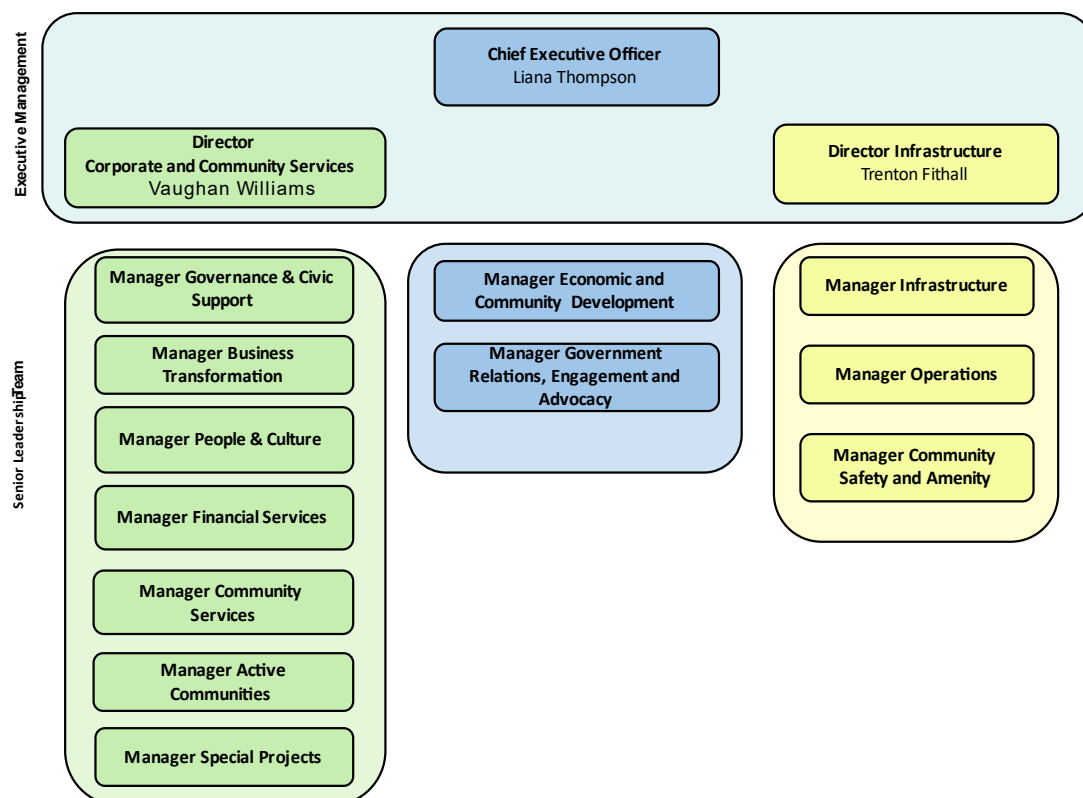 Executive Management
Chief Executive Officer
Liana Thompson
Director
Corporate and Community Services
Vaughan Williams
Director Infrastructure
Trenton Fithall
Senior Leadership Team
Manager Governance & Civic
Support
Manager Business
Transformation
Manager People & Culture
Manager Financial Services
Manager Community
Services
Manager Active
Communities
Manager Special Projects
Manager Economic and
Community Development
Manager Government
Relations, Engagement and
Advocacy
Manager Infrastructure
Manager Operations
Manager Community
Safety and Amenity